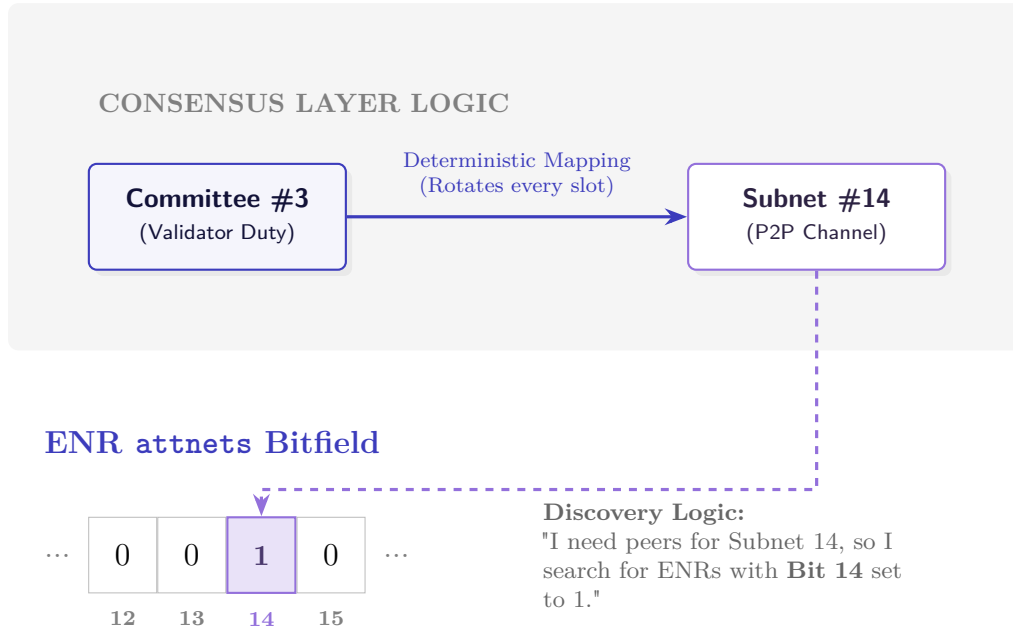 CONSENSUS LAYER LOGIC
Committee #3
(Validator Duty)
Deterministic Mapping
(Rotates every slot)
Subnet #14
(P2P Channel)
ENR attnets Bitfield
... 0 0 1 0 ...
12 13 14 15
Discovery Logic:
"I need peers for Subnet 14, so I
search for ENRs with Bit 14 set
to 1."